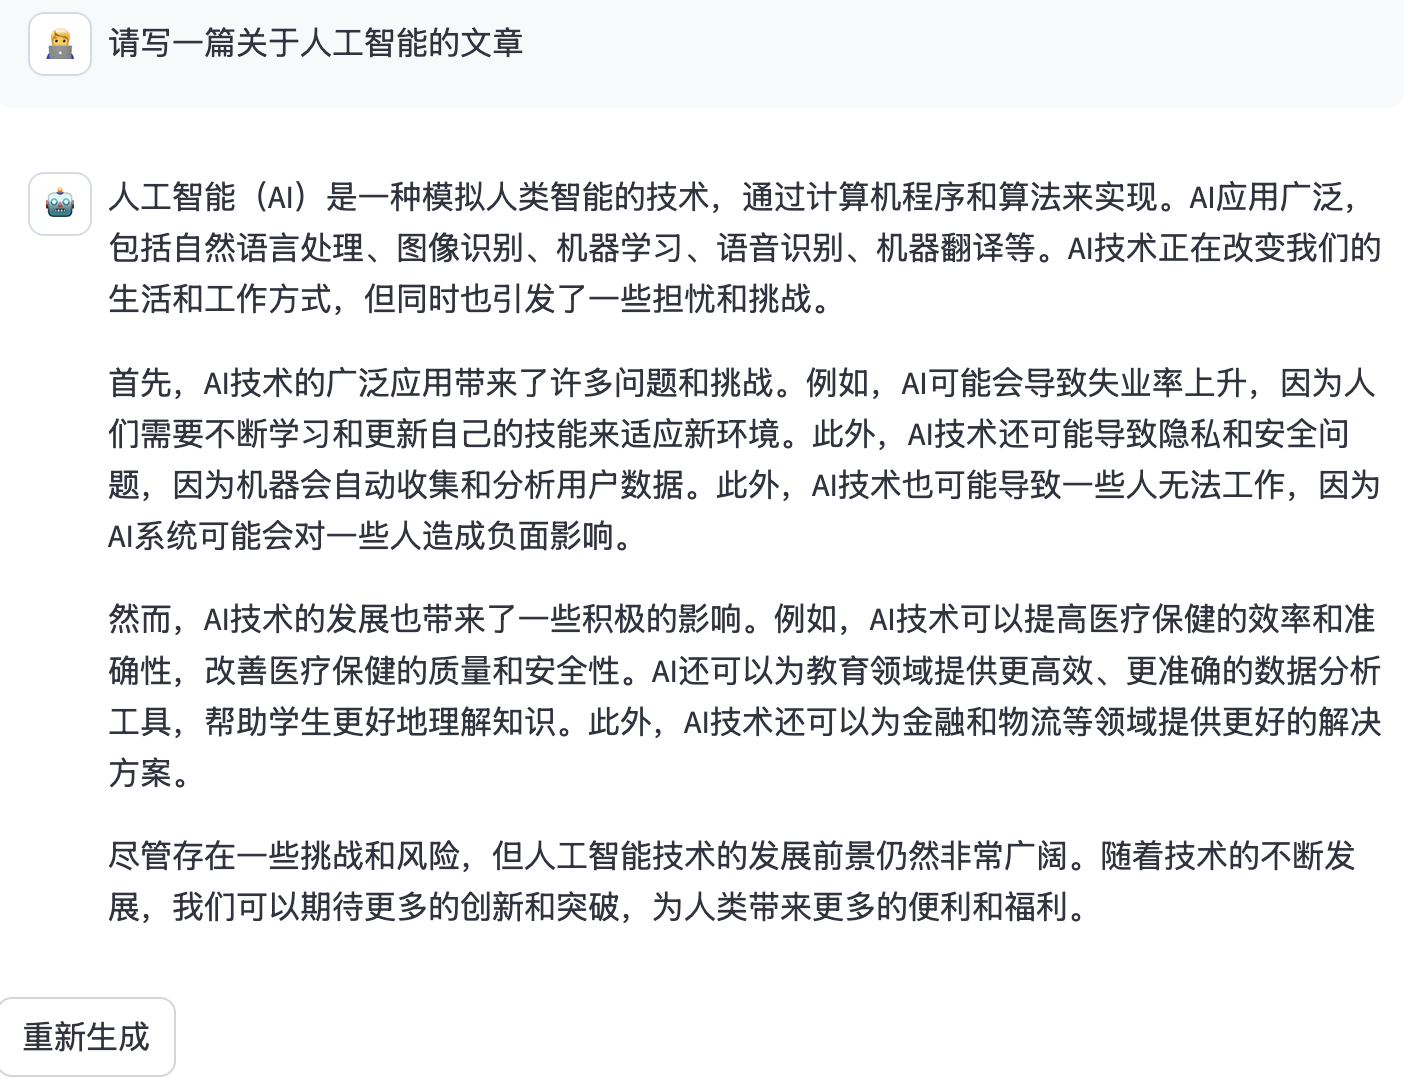 请写一篇关于人工智能的文章
人工智能（AI）是一种模拟人类智能的技术，通过计算机程序和算法来实现。AI应用广泛，
包括自然语言处理、图像识别、机器学习、语音识别、机器翻译等。AI技术正在改变我们的
生活和工作方式，但同时也引发了一些担忧和挑战。
首先，AI技术的广泛应用带来了许多问题和挑战。例如，AI可能会导致失业率上升，因为人
们需要不断学习和更新自己的技能来适应新环境。此外，AI技术还可能导致隐私和安全问
题，因为机器会自动收集和分析用户数据。此外，AI技术也可能导致一些人无法工作，因为
AI系统可能会对一些人造成负面影响。
然而，AI技术的发展也带来了一些积极的影响。例如，AI技术可以提高医疗保健的效率和准
确性，改善医疗保健的质量和安全性。AI还可以为教育领域提供更高效、更准确的数据分析
工具，帮助学生更好地理解知识。此外，AI技术还可以为金融和物流等领域提供更好的解决
方案。
尽管存在一些挑战和风险，但人工智能技术的发展前景仍然非常广阔。随着技术的不断发
展，我们可以期待更多的创新和突破，为人类带来更多的便利和福利。
重新生成